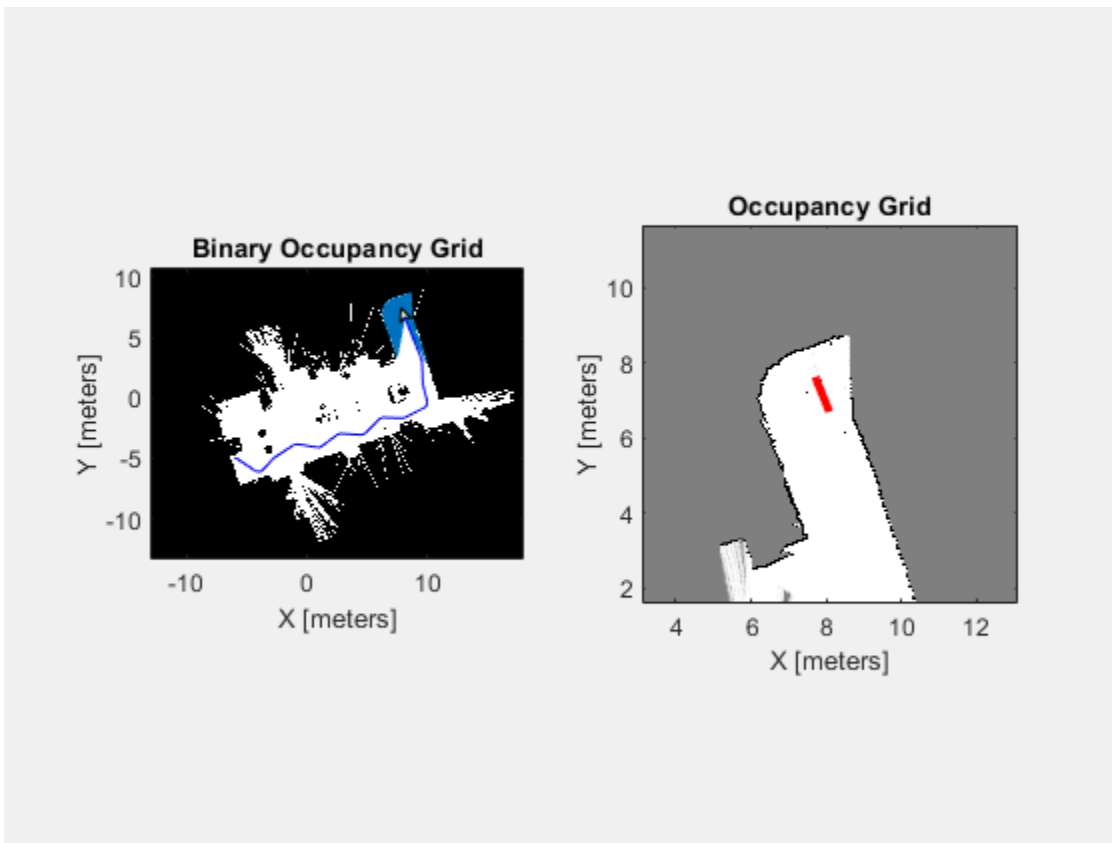 Binary Occupancy Grid
10
5
0
-5
-10
Y [meters]
-10 0 10
X [meters]
Occupancy Grid
10
8
6
4
2
Y [meters]
4 6 8 10 12
X [meters]